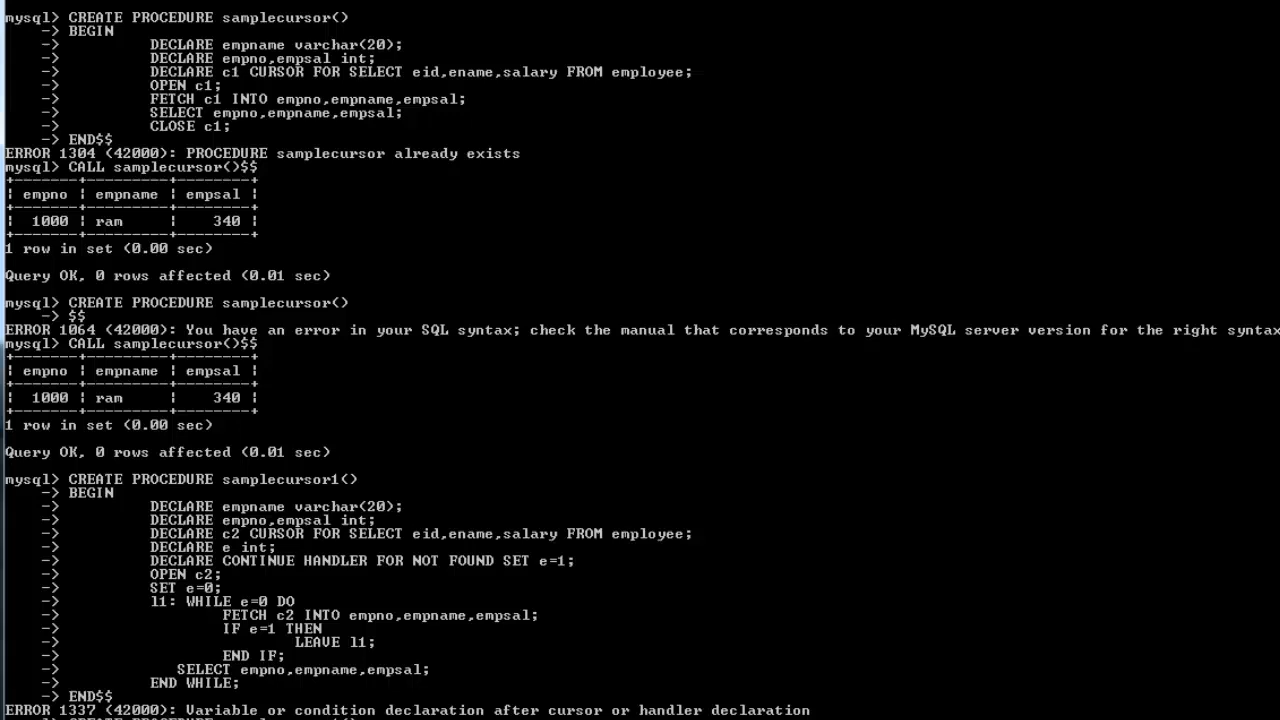 mysql> CREATE PROCEDURE samplecursor()
    -> BEGIN
    ->          DECLARE empname varchar(20);
    ->          DECLARE empno,empsal int;
    ->          DECLARE c1 CURSOR FOR SELECT eid,ename,salary FROM employee;
    ->          OPEN c1;
    ->          FETCH c1 INTO empno,empname,empsal;
    ->          SELECT empno,empname,empsal;
    ->          CLOSE c1;
    -> END$$
ERROR 1304 (42000): PROCEDURE samplecursor already exists
mysql> CALL samplecursor()$$
+-------+---------+--------+
| empno | empname | empsal |
+-------+---------+--------+
|  1000 | ram     |    340 |
+-------+---------+--------+
1 row in set (0.00 sec)
Query OK, 0 rows affected (0.01 sec)
mysql> CREATE PROCEDURE samplecursor()
    -> $$
ERROR 1064 (42000): You have an error in your SQL syntax; check the manual that corresponds to your MySQL server version for the right syntax
mysql> CALL samplecursor()$$
+-------+---------+--------+
| empno | empname | empsal |
+-------+---------+--------+
|  1000 | ram     |    340 |
+-------+---------+--------+
1 row in set (0.00 sec)
Query OK, 0 rows affected (0.01 sec)
mysql> CREATE PROCEDURE samplecursor1()
    -> BEGIN
    ->          DECLARE empname varchar(20);
    ->          DECLARE empno,empsal int;
    ->          DECLARE c2 CURSOR FOR SELECT eid,ename,salary FROM employee;
    ->          DECLARE e int;
    ->          DECLARE CONTINUE HANDLER FOR NOT FOUND SET e=1;
    ->          OPEN c2;
    ->          SET e=0;
    ->          l1: WHILE e=0 DO
    ->                  FETCH c2 INTO empno,empname,empsal;
    ->                  IF e=1 THEN
    ->                          LEAVE l1;
    ->                  END IF;
    ->             SELECT empno,empname,empsal;
    ->          END WHILE;
    -> END$$
ERROR 1337 (42000): Variable or condition declaration after cursor or handler declaration